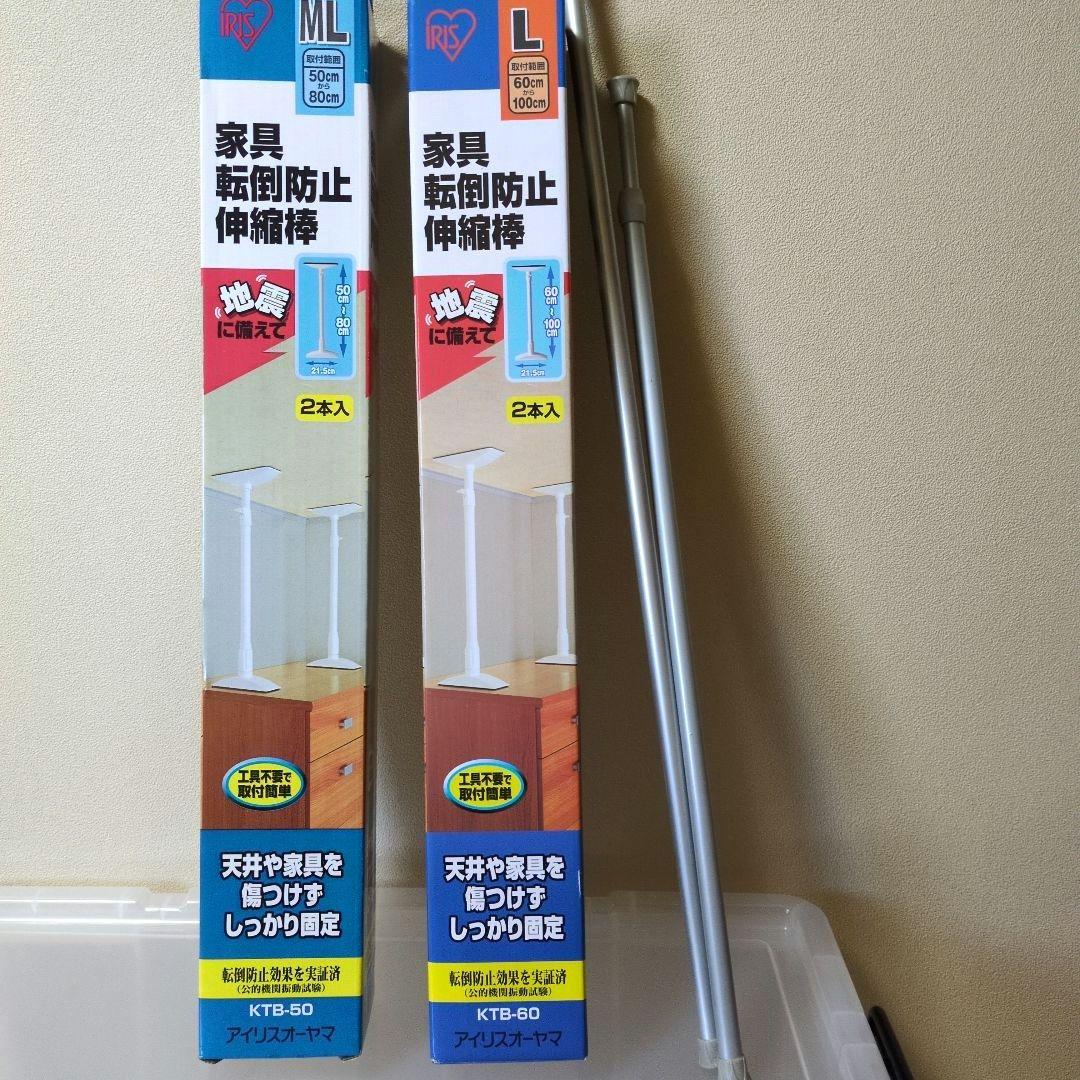 IRIS
ML
取付範囲
50cm
から
80cm
家具
転倒防止
伸縮棒
地震
に備えて
50
cm
~
80
cm
21.5cm
2本入
工具不要で
取付簡単
天井や家具を
傷つけず
しっかり固定
転倒防止効果を実証済
(公的機関振動試験)
KTB-50
アイリスオーヤマ
IRIS
L
取付範囲
60cm
から
100cm
家具
転倒防止
伸縮棒
地震
に備えて
60
cm
~
100
cm
21.5cm
2本入
工具不要で
取付簡単
天井や家具を
傷つけず
しっかり固定
転倒防止効果を実証済
(公的機関振動試験)
KTB-60
アイリスオーヤマ